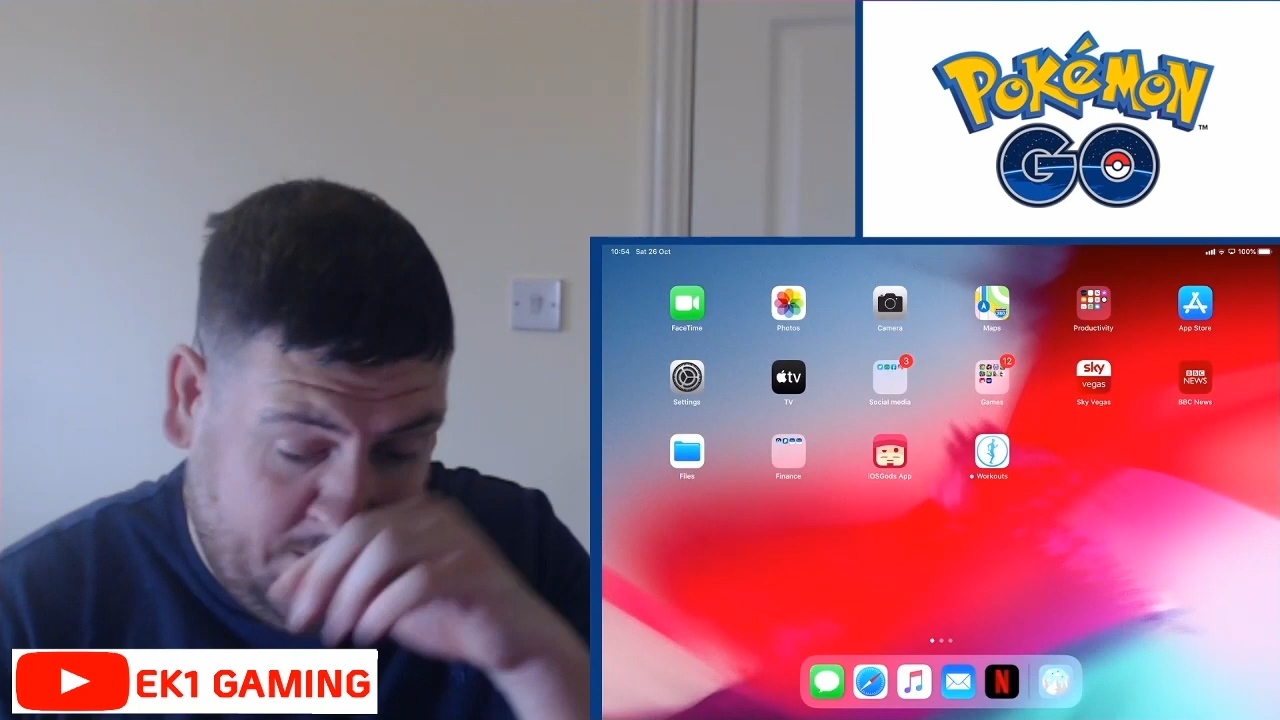 POKéMON
TM
GO
10:54 Sat 26 Oct
100%
FaceTime
Photos
Camera
Maps
Productivity
App Store
3
12
tv
sky
vegas
BBC
NEWS
Settings
TV
Social media
Games
Sky Vegas
BBC News
Files
Finance
iOSGods App
Workouts
N
EK1 GAMING